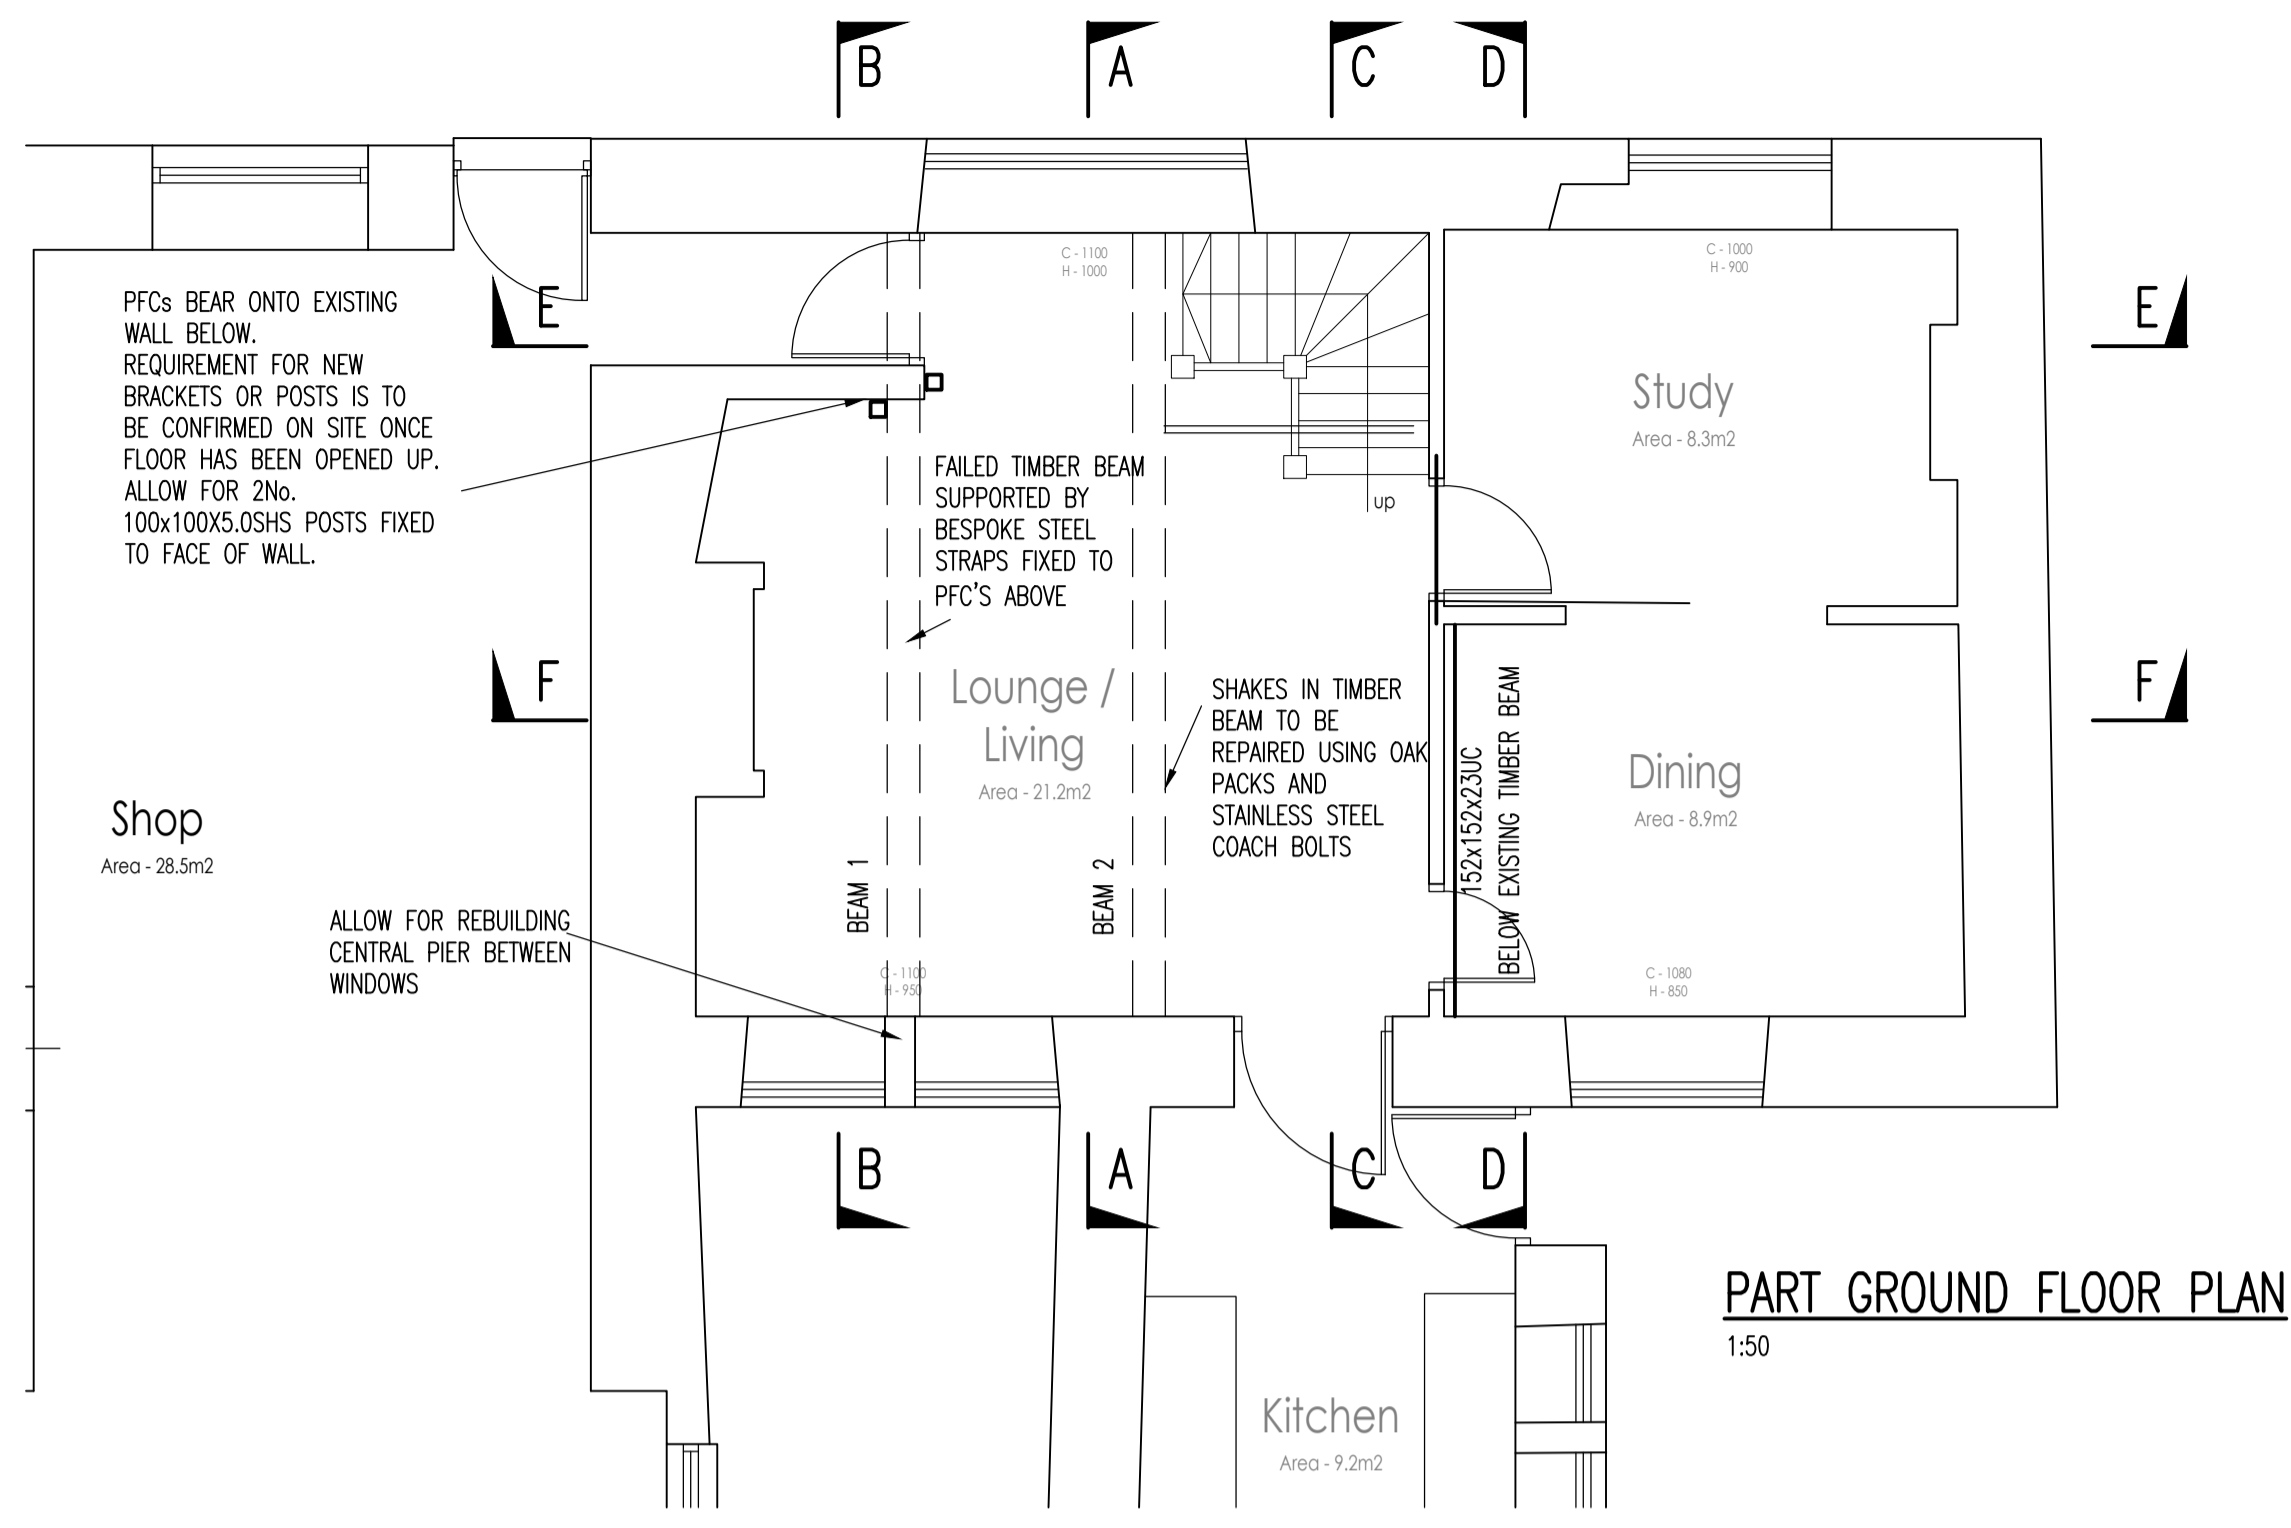 B
A
C
D
C - 1100
H - 1000
C - 1000
H - 900
PFCs BEAR ONTO EXISTING
WALL BELOW.
REQUIREMENT FOR NEW
BRACKETS OR POSTS IS TO
BE CONFIRMED ON SITE ONCE
FLOOR HAS BEEN OPENED UP.
ALLOW FOR 2No.
100x100X5.0SHS POSTS FIXED
TO FACE OF WALL.
E
E
Study
Area - 8.3m2
FAILED TIMBER BEAM
SUPPORTED BY
BESPOKE STEEL
STRAPS FIXED TO
PFC'S ABOVE
up
F
F
Lounge /
Living
Area - 21.2m2
SHAKES IN TIMBER
BEAM TO BE
REPAIRED USING OAK
PACKS AND
STAINLESS STEEL
COACH BOLTS
152x152x23UC
BELOW EXISTING TIMBER BEAM
Dining
Area - 8.9m2
Shop
Area - 28.5m2
BEAM 1
BEAM 2
ALLOW FOR REBUILDING
CENTRAL PIER BETWEEN
WINDOWS
C - 1100
H - 950
C - 1080
H - 850
B
A
C
D
PART GROUND FLOOR PLAN
1:50
Kitchen
Area - 9.2m2